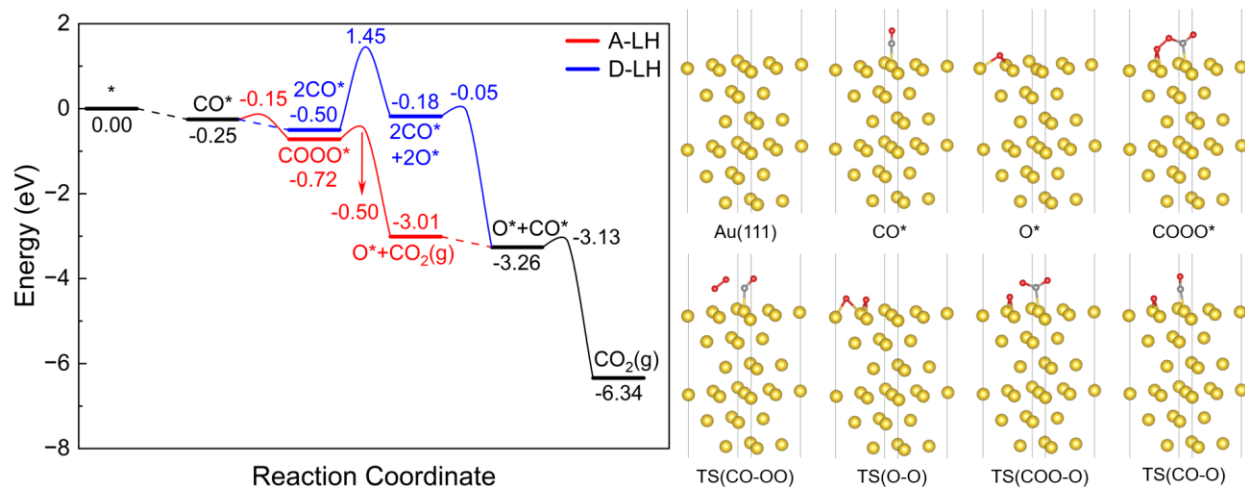 2
0
−2
−4
−6
−8
Energy (eV)
Reaction Coordinate
A-LH
D-LH
*
0.00
CO*
-0.25
-0.15
2CO*
-0.50
1.45
COOO*
-0.72
-0.50
-0.18
2CO*
+2O*
-0.05
-3.01
O*+CO₂(g)
O*+CO*
-3.26
-3.13
CO₂(g)
-6.34
Au(111)
CO*
O*
COOO*
TS(CO-OO)
TS(O-O)
TS(COO-O)
TS(CO-O)